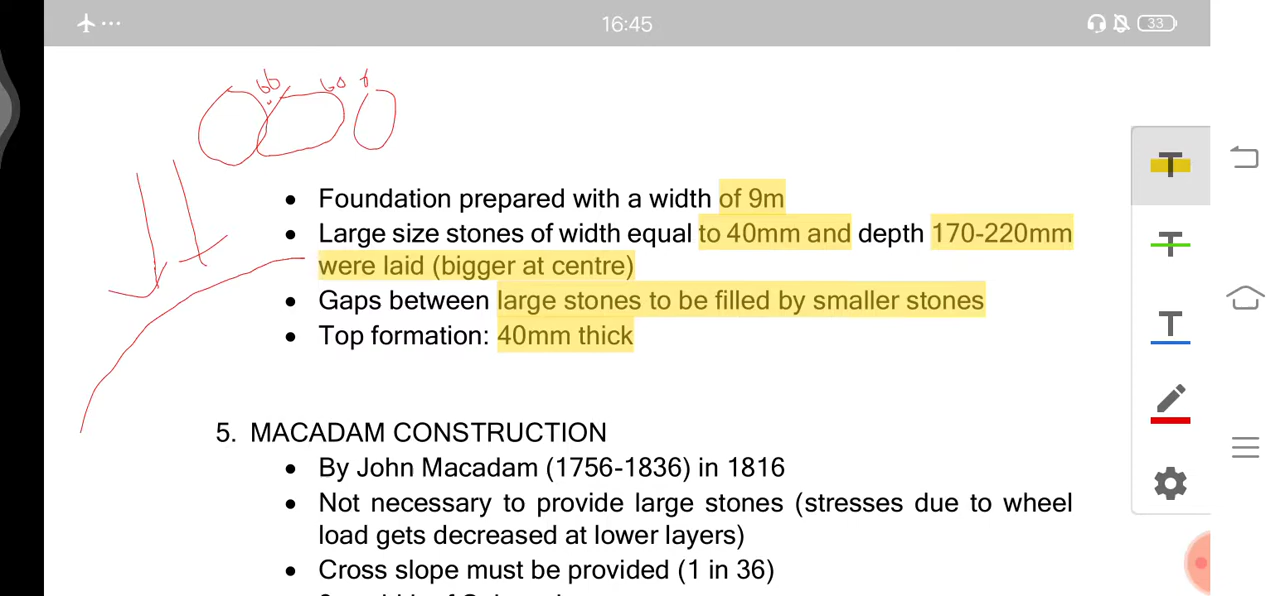 16:45
33
• Foundation prepared with a width of 9m
• Large size stones of width equal to 40mm and depth 170-220mm
were laid (bigger at centre)
• Gaps between large stones to be filled by smaller stones
• Top formation: 40mm thick
5. MACADAM CONSTRUCTION
• By John Macadam (1756-1836) in 1816
• Not necessary to provide large stones (stresses due to wheel
load gets decreased at lower layers)
• Cross slope must be provided (1 in 36)